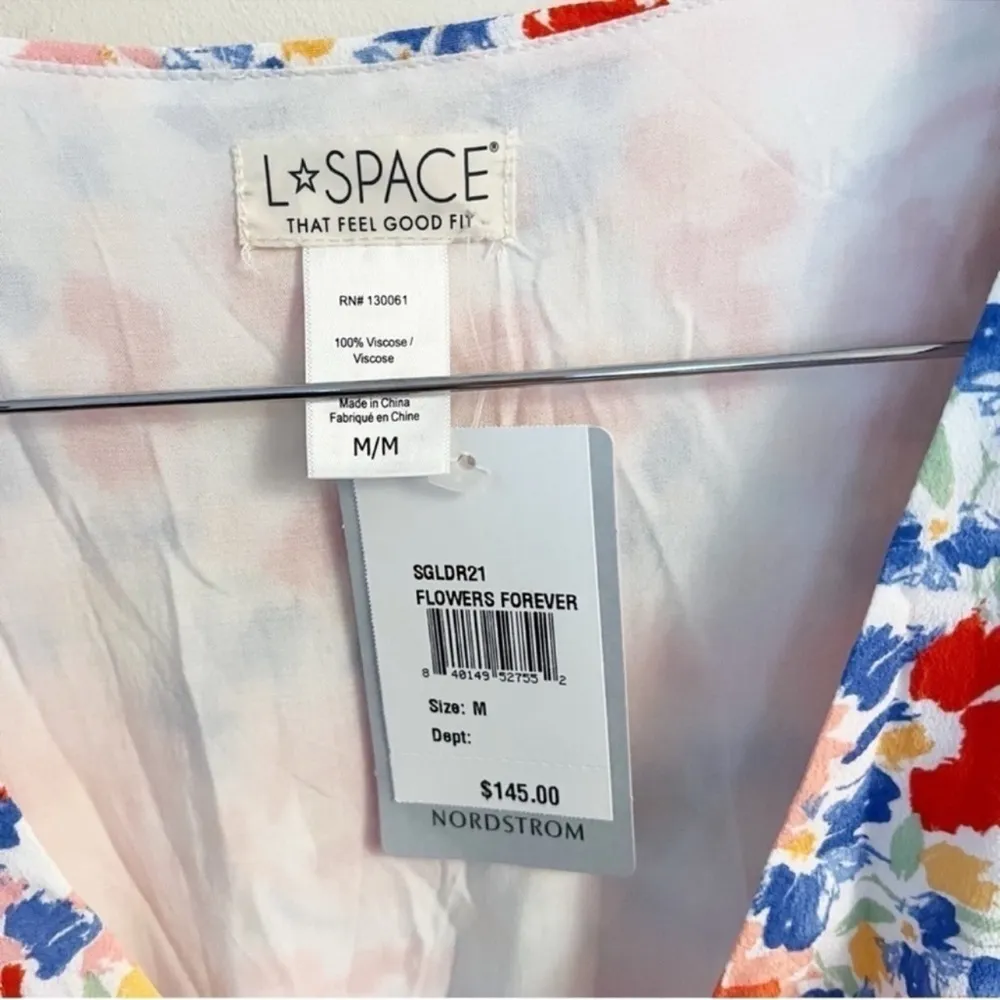 L☆SPACE®
THAT FEEL GOOD FIT
RN# 130061
100% Viscose /
Viscose
Made in China
Fabriqué en Chine
M/M
SGLDR21
FLOWERS FOREVER
8 40149 52755 2
Size: M
Dept:
$145.00
NORDSTROM